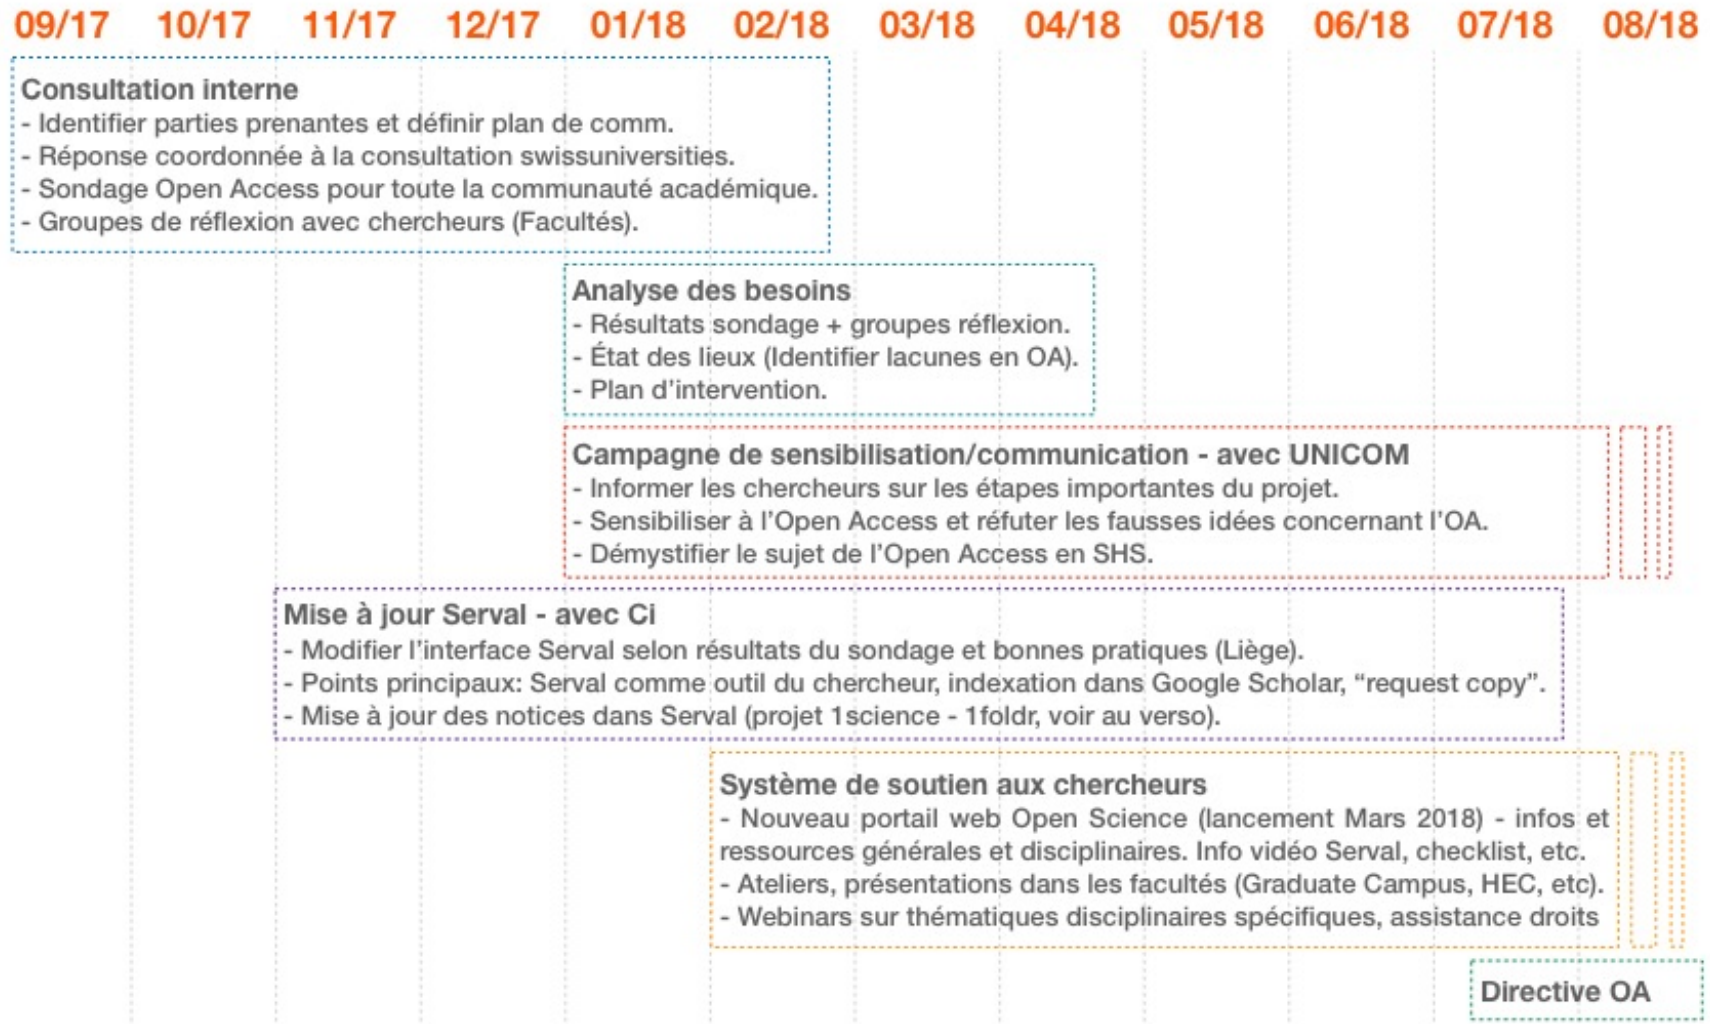 09/17 10/17 11/17 12/17 01/18 02/18 03/18 04/18 05/18 06/18 07/18 08/18
Consultation interne
- Identifier parties prenantes et définir plan de comm.
- Réponse coordonnée à la consultation swissuniversities.
- Sondage Open Access pour toute la communauté académique.
- Groupes de réflexion avec chercheurs (Facultés).
Analyse des besoins
- Résultats sondage + groupes réflexion.
- État des lieux (Identifier lacunes en OA).
- Plan d'intervention.
Campagne de sensibilisation/communication - avec UNICOM
- Informer les chercheurs sur les étapes importantes du projet.
- Sensibiliser à l'Open Access et réfuter les fausses idées concernant l'OA.
- Démystifier le sujet de l'Open Access en SHS.
Mise à jour Serval - avec Ci
- Modifier l'interface Serval selon résultats du sondage et bonnes pratiques (Liège).
- Points principaux: Serval comme outil du chercheur, indexation dans Google Scholar, “request copy”.
- Mise à jour des notices dans Serval (projet 1science - 1foldr, voir au verso).
Système de soutien aux chercheurs
- Nouveau portail web Open Science (lancement Mars 2018) - infos et
ressources générales et disciplinaires. Info vidéo Serval, checklist, etc.
- Ateliers, présentations dans les facultés (Graduate Campus, HEC, etc).
- Webinars sur thématiques disciplinaires spécifiques, assistance droits
Directive OA